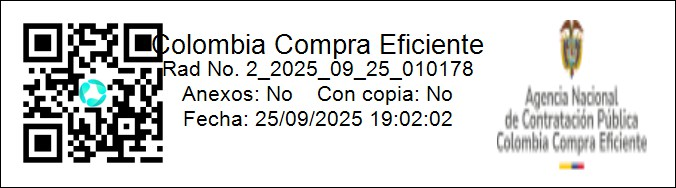 Colombia Compra Eficiente
Rad No. 2_2025_09_25_010178
Anexos: No Con copia: No
Fecha: 25/09/2025 19:02:02
Agencia Nacional
de Contratación Pública
Colombia Compra Eficiente